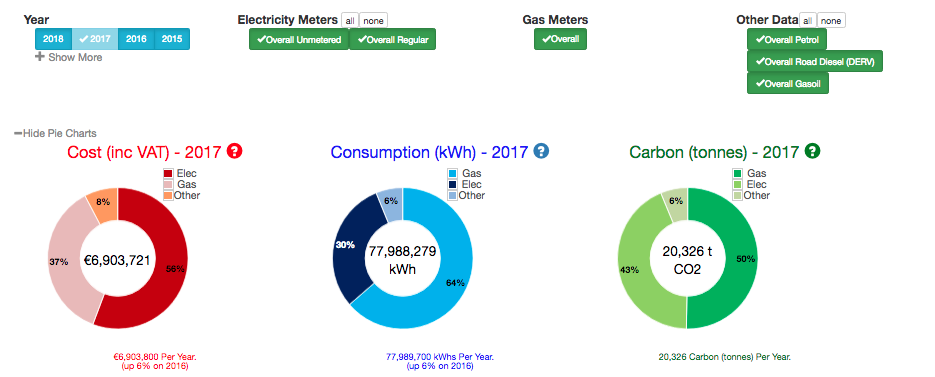 Year
Electricity Meters all none
Gas Meters
Other Data all none
2018 2017 2016 2015
Overall Unmetered Overall Regular
Overall
Overall Petrol
Show More
Overall Road Diesel (DERV)
Overall Gasoil
Hide Pie Charts
Cost (inc VAT) - 2017 ?
Elec
Gas
Other
8%
37%
56%
€6,903,721
€6,903,800 Per Year.
(up 6% on 2016)
Consumption (kWh) - 2017 ?
Gas
Elec
Other
6%
30%
64%
77,988,279
kWh
77,989,700 kWhs Per Year.
(up 6% on 2016)
Carbon (tonnes) - 2017 ?
Gas
Elec
Other
6%
43%
50%
20,326 t
CO2
20,326 Carbon (tonnes) Per Year.